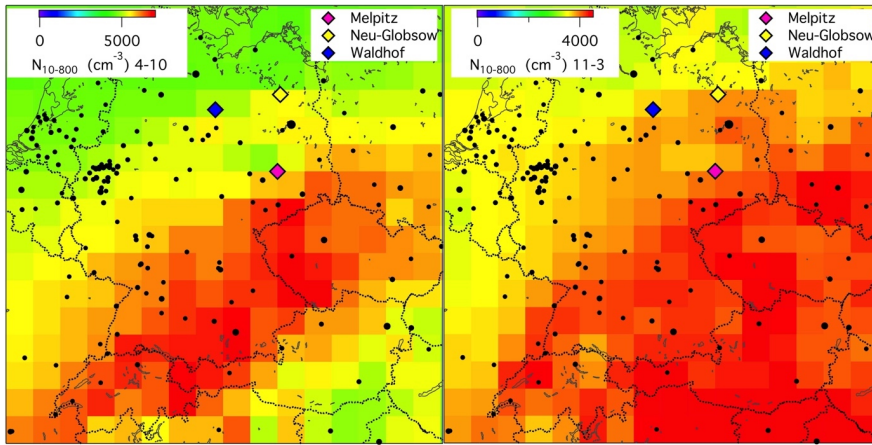 0 5000
N10-800 (cm-3) 4-10
Melpitz
Neu-Globsow
Waldhof
0 4000
N10-800 (cm-3) 11-3
Melpitz
Neu-Globsow
Waldhof